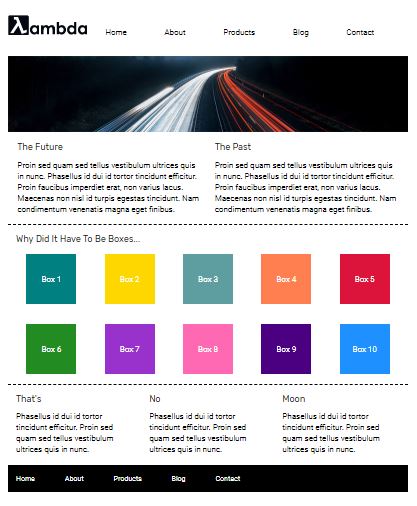 λambda
Home About Products Blog Contact
The Future
Proin sed quam sed tellus vestibulum ultrices quis
in nunc. Phasellus id dui id tortor tincidunt efficitur.
Proin faucibus imperdiet erat, non varius lacus.
Maecenas non nisl id turpis egestas tincidunt. Nam
condimentum venenatis magna eget finibus.
The Past
Proin sed quam sed tellus vestibulum ultrices quis
in nunc. Phasellus id dui id tortor tincidunt efficitur.
Proin faucibus imperdiet erat, non varius lacus.
Maecenas non nisl id turpis egestas tincidunt. Nam
condimentum venenatis magna eget finibus.
Why Did It Have To Be Boxes...
Box 1 Box 2 Box 3 Box 4 Box 5
Box 6 Box 7 Box 8 Box 9 Box 10
That's
Phasellus id dui id tortor
tincidunt efficitur. Proin sed
quam sed tellus vestibulum
ultrices quis in nunc.
No
Phasellus id dui id tortor
tincidunt efficitur. Proin sed
quam sed tellus vestibulum
ultrices quis in nunc.
Moon
Phasellus id dui id tortor
tincidunt efficitur. Proin sed
quam sed tellus vestibulum
ultrices quis in nunc.
Home About Products Blog Contact